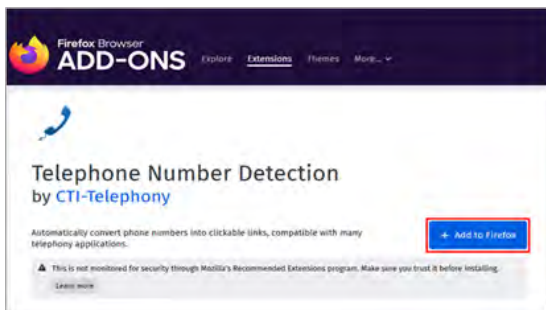 Firefox Browser
ADD-ONS
Explore Extensions Themes More...
Telephone Number Detection
by CTI-Telephony
Automatically convert phone numbers into clickable links, compatible with many
telephony applications.
+ Add to Firefox
This is not monitored for security through Mozilla's Recommended Extensions program. Make sure you trust it before installing.
Learn more